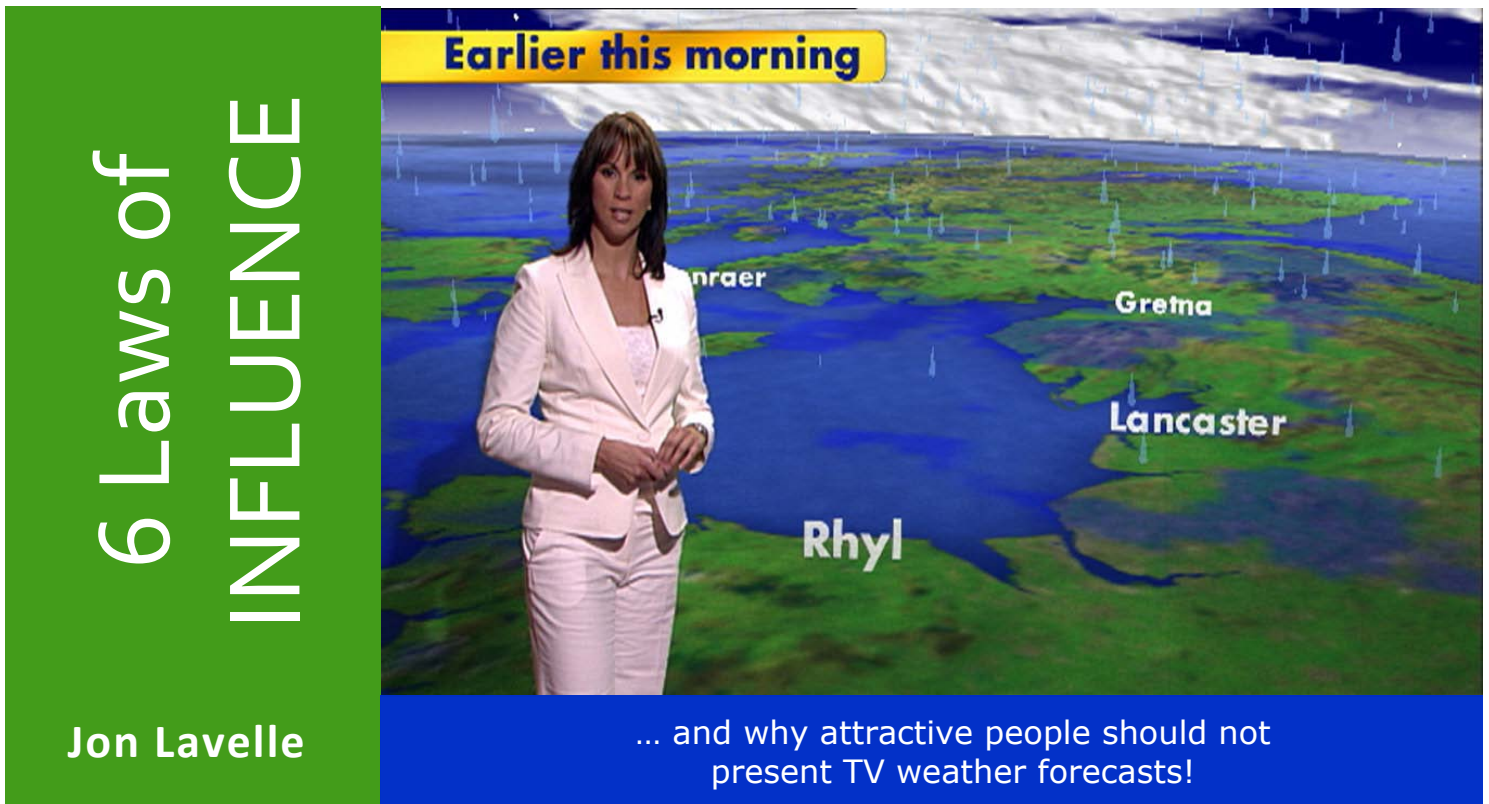 6 Laws of
INFLUENCE
Jon Lavelle
Earlier this morning
nraer
Gretna
Lancaster
Rhyl
… and why attractive people should not
present TV weather forecasts!